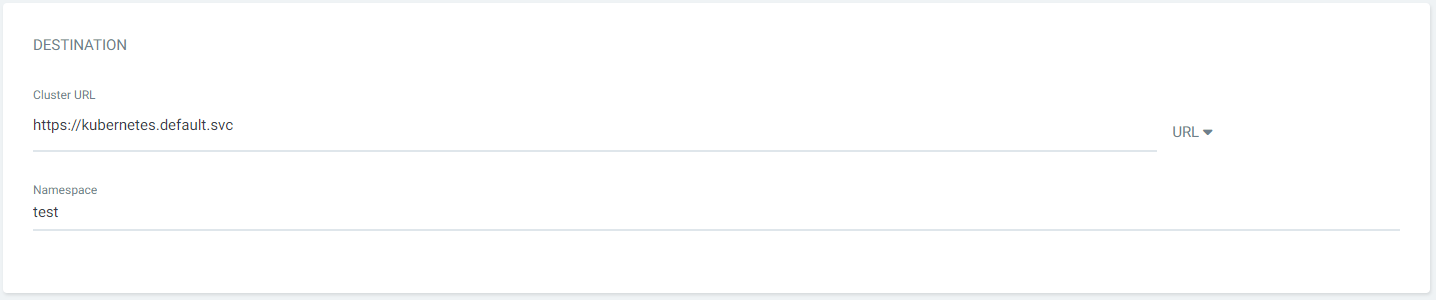 DESTINATION
Cluster URL
https://kubernetes.default.svc
URL
Namespace
test